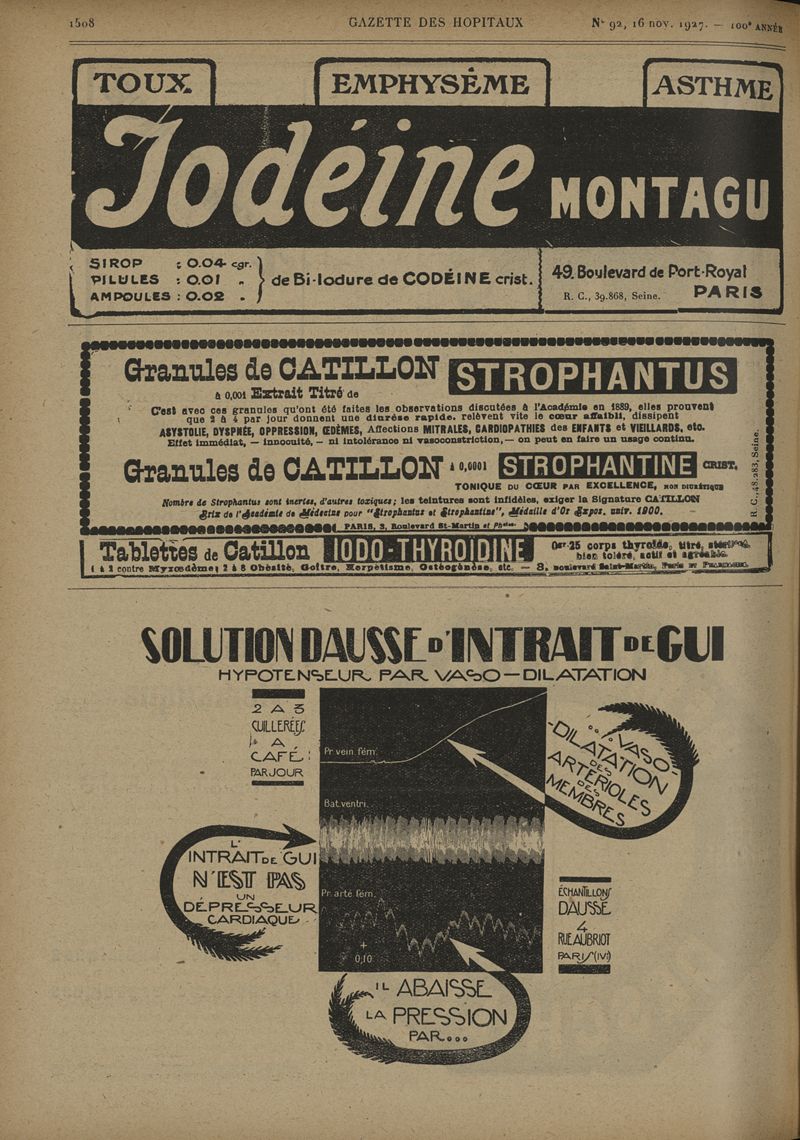 1508 GAZETTE DES HOPITAUX Nº 92, 16 nov. 1927. — 100e ANNÉE
TOUX EMPHYSÈME ASTHME
Iodéine MONTAGU
SIROP : 0.04 cgr.
PILULES : 0.01 „
AMPOULES : 0.02 „
de Bi-Iodure de CODÉINE crist.
49, Boulevard de Port-Royal
R. C., 39.868, Seine. PARIS
Granules de CATILLON STROPHANTUS
à 0,001 Extrait Titré de
C'est avec ces granules qu'ont été faites les observations discutées à l'Académie en 1889, elles prouvent
que 2 à 4 par jour donnent une diurèse rapide, relèvent vite le cœur affaibli, dissipent
ASYSTOLIE, DYSPNÉE, OPPRESSION, ŒDÈMES, Affections MITRALES, CARDIOPATHIES des ENFANTS et VIEILLARDS, etc.
Effet immédiat, — innocuité, — ni intolérance ni vasoconstriction, — on peut en faire un usage continu.
Granules de CATILLON à 0,0001 STROPHANTINE CRIST.
TONIQUE DU CŒUR PAR EXCELLENCE, NON DIURÉTIQUE
Nombre de Strophantus sont inertes, d'autres toxiques; les teintures sont infidèles, exiger la Signature CATILLON
Prix de l'Académie de Médecine pour "Strophantus et Strophantine", Médaille d'Or Expos. univ. 1900.
PARIS, 3, Boulevard St-Martin et Phies.
R. C., 48.283, Seine.
Tablettes de Catillon IODO-THYROÏDINE
0gr.25 corps thyroïde, titré, stérilisé,
bien toléré, actif et agréable.
1 à 2 contre Myxœdème; 2 à 8 Obésité, Goître, Herpétisme, Ostéogénèse, etc. — 3, Boulevard Saint-Martin, Paris et Pharmacies.
SOLUTION DAUSSE D'INTRAIT DE GUI
HYPOTENSEUR PAR VASO—DILATATION
2 A 3
CUILLERÉES
A
CAFÉ
PAR JOUR
Pr vein. fém.
...VASO-
-DILATATION
DES
ARTÉRIOLES
DES
MEMBRES
Bat.ventri.
L'
INTRAIT DE GUI
N'EST PAS
UN
DÉPRESSEUR
CARDIAQUE
Pr. arté fém.
+
0,10
ÉCHANTILLONS
DAUSSE
4
RUE AUBRIOT
PARIS (IVe)
IL ABAISSE
LA PRESSION
PAR...